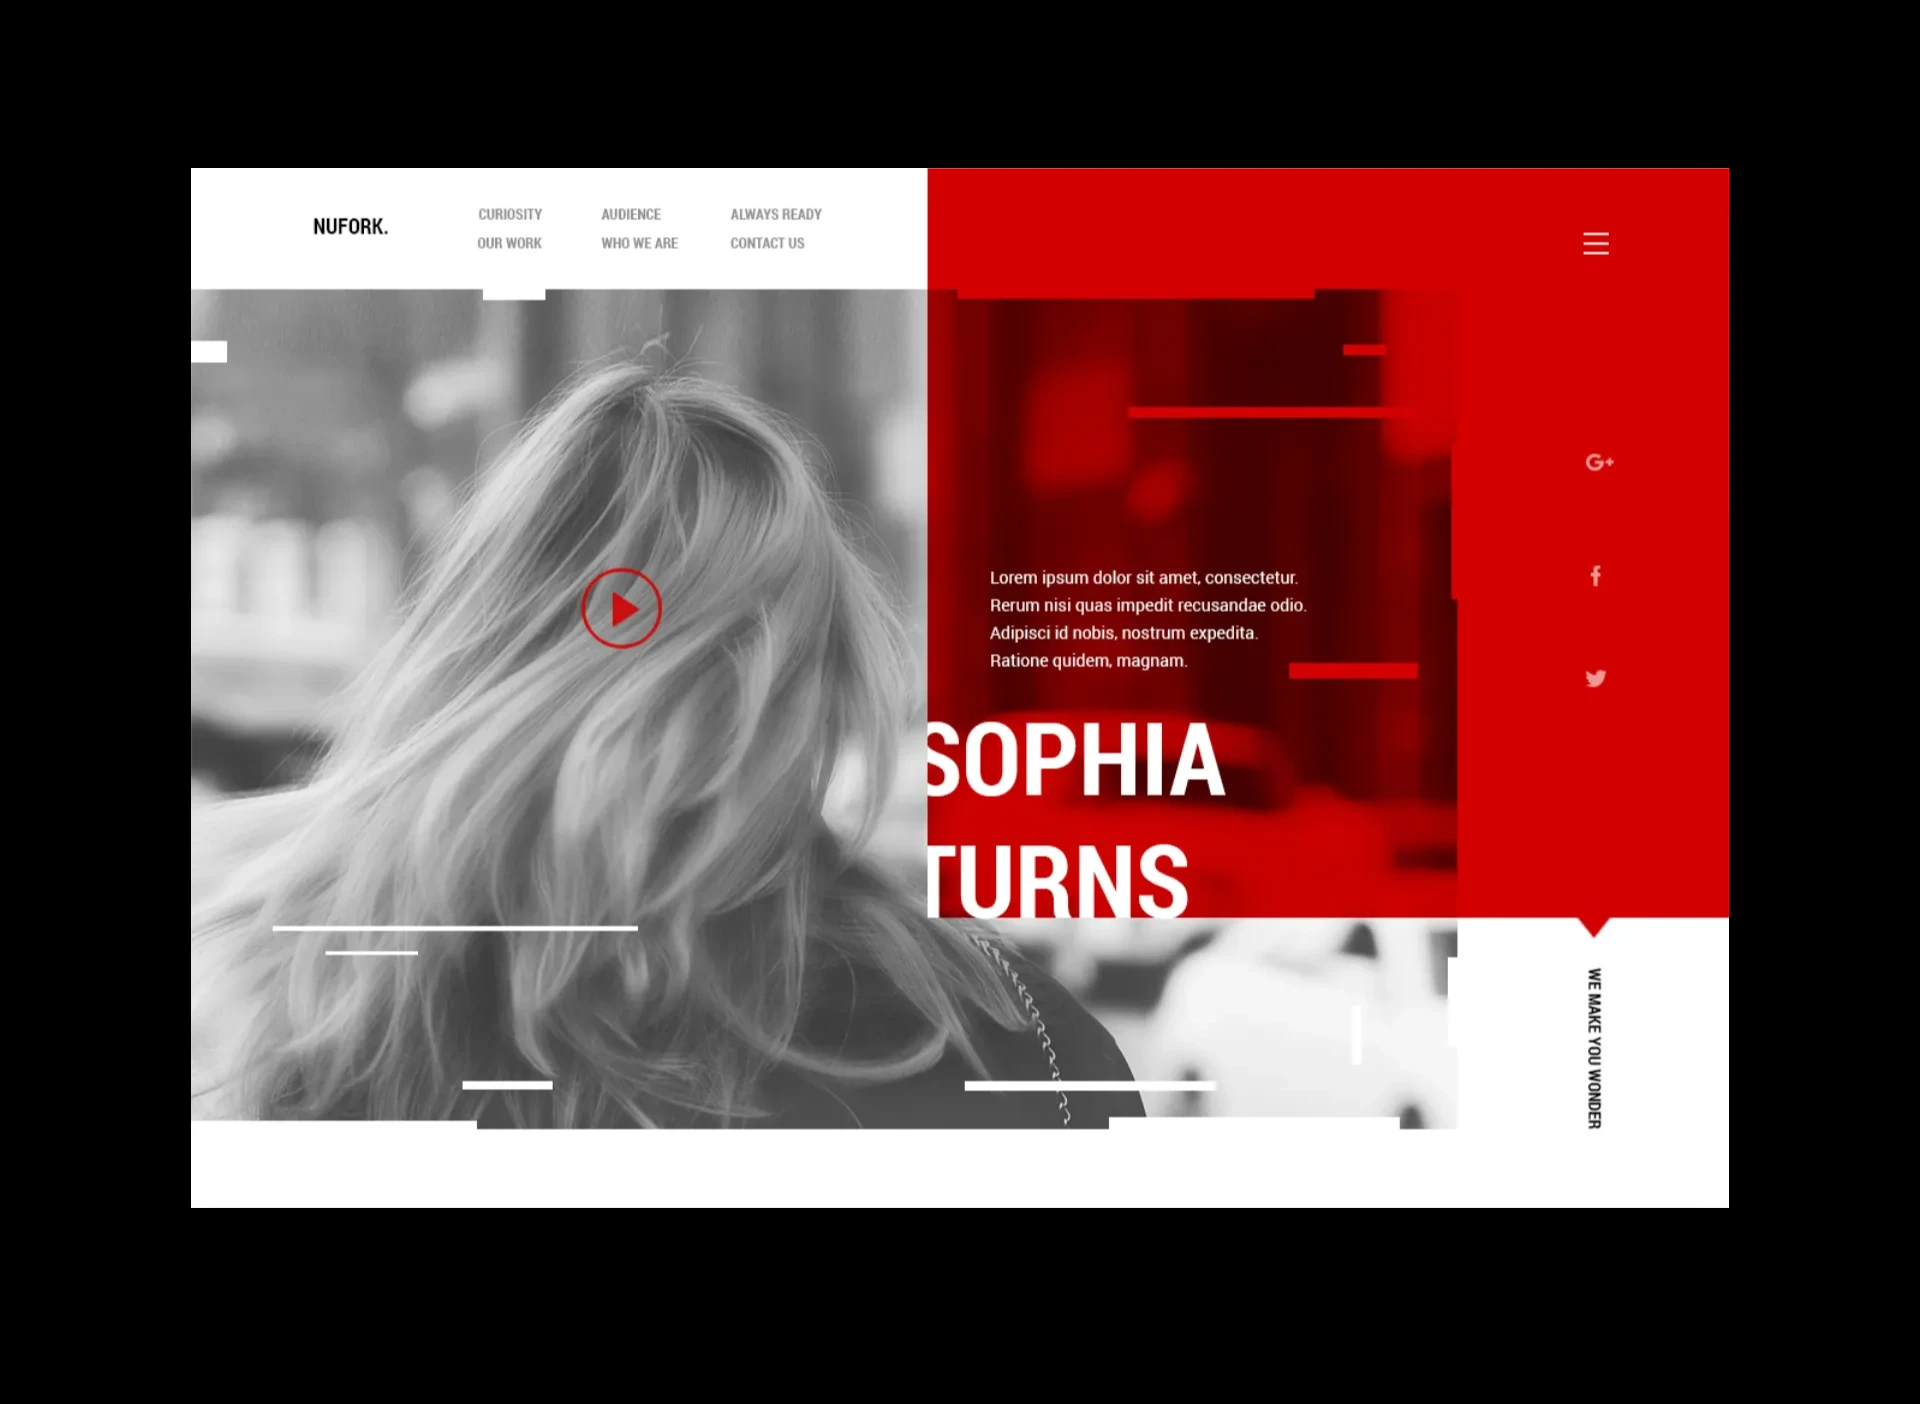 NUFORK.
CURIOSITY
OUR WORK
AUDIENCE
WHO WE ARE
ALWAYS READY
CONTACT US
G+
f
Lorem ipsum dolor sit amet, consectetur.
Rerum nisi quas impedit recusandae odio.
Adipisci id nobis, nostrum expedita.
Ratione quidem, magnam.
SOPHIA
TURNS
WE MAKE YOU WONDER